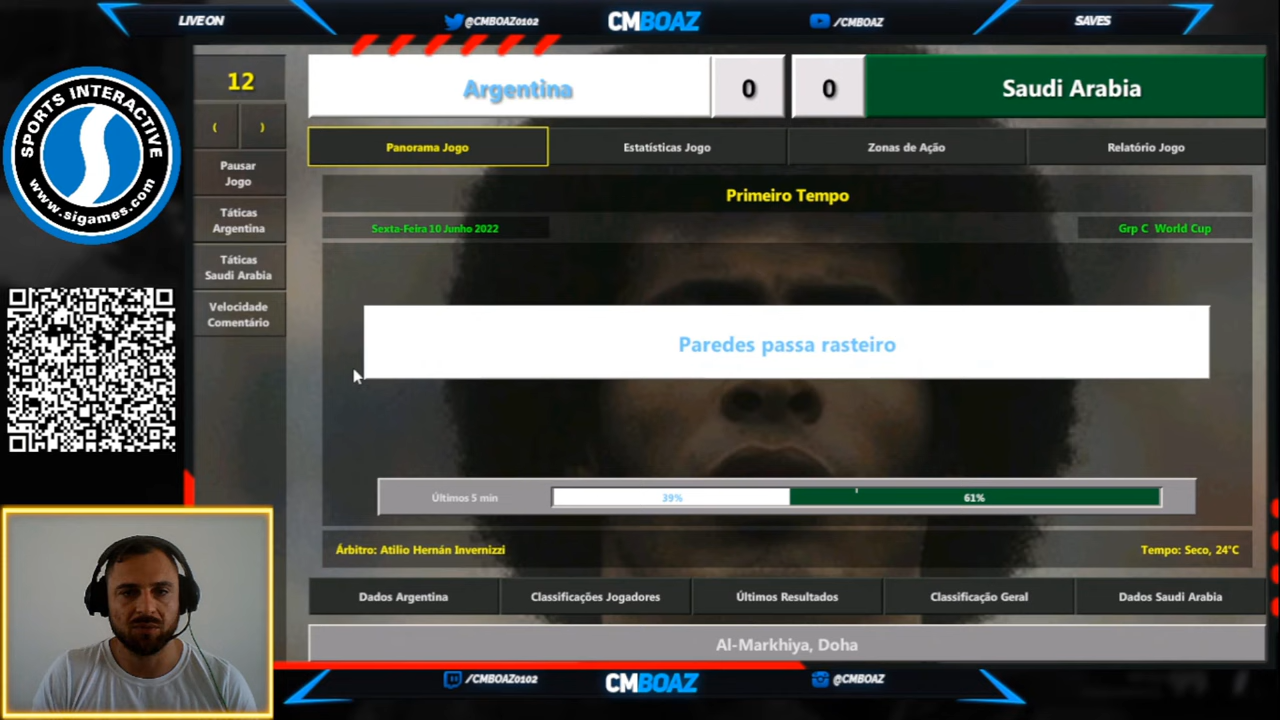 LIVE ON
@CMBOAZ0102
CMBOAZ
/CMBOAZ
SAVES
SPORTS INTERACTIVE
www.sigames.com
12
Argentina
0
0
Saudi Arabia
( )
Panorama Jogo
Estatísticas Jogo
Zonas de Ação
Relatório Jogo
Pausar
Jogo
Táticas
Argentina
Táticas
Saudi Arabia
Velocidade
Comentário
Primeiro Tempo
Sexta-Feira 10 Junho 2022
Grp C World Cup
Paredes passa rasteiro
Últimos 5 min
39%
61%
Árbitro: Atilio Hernán Invernizzi
Tempo: Seco, 24°C
Dados Argentina
Classificações Jogadores
Últimos Resultados
Classificação Geral
Dados Saudi Arabia
Al-Markhiya, Doha
/CMBOAZ0102
CMBOAZ
@CMBOAZ